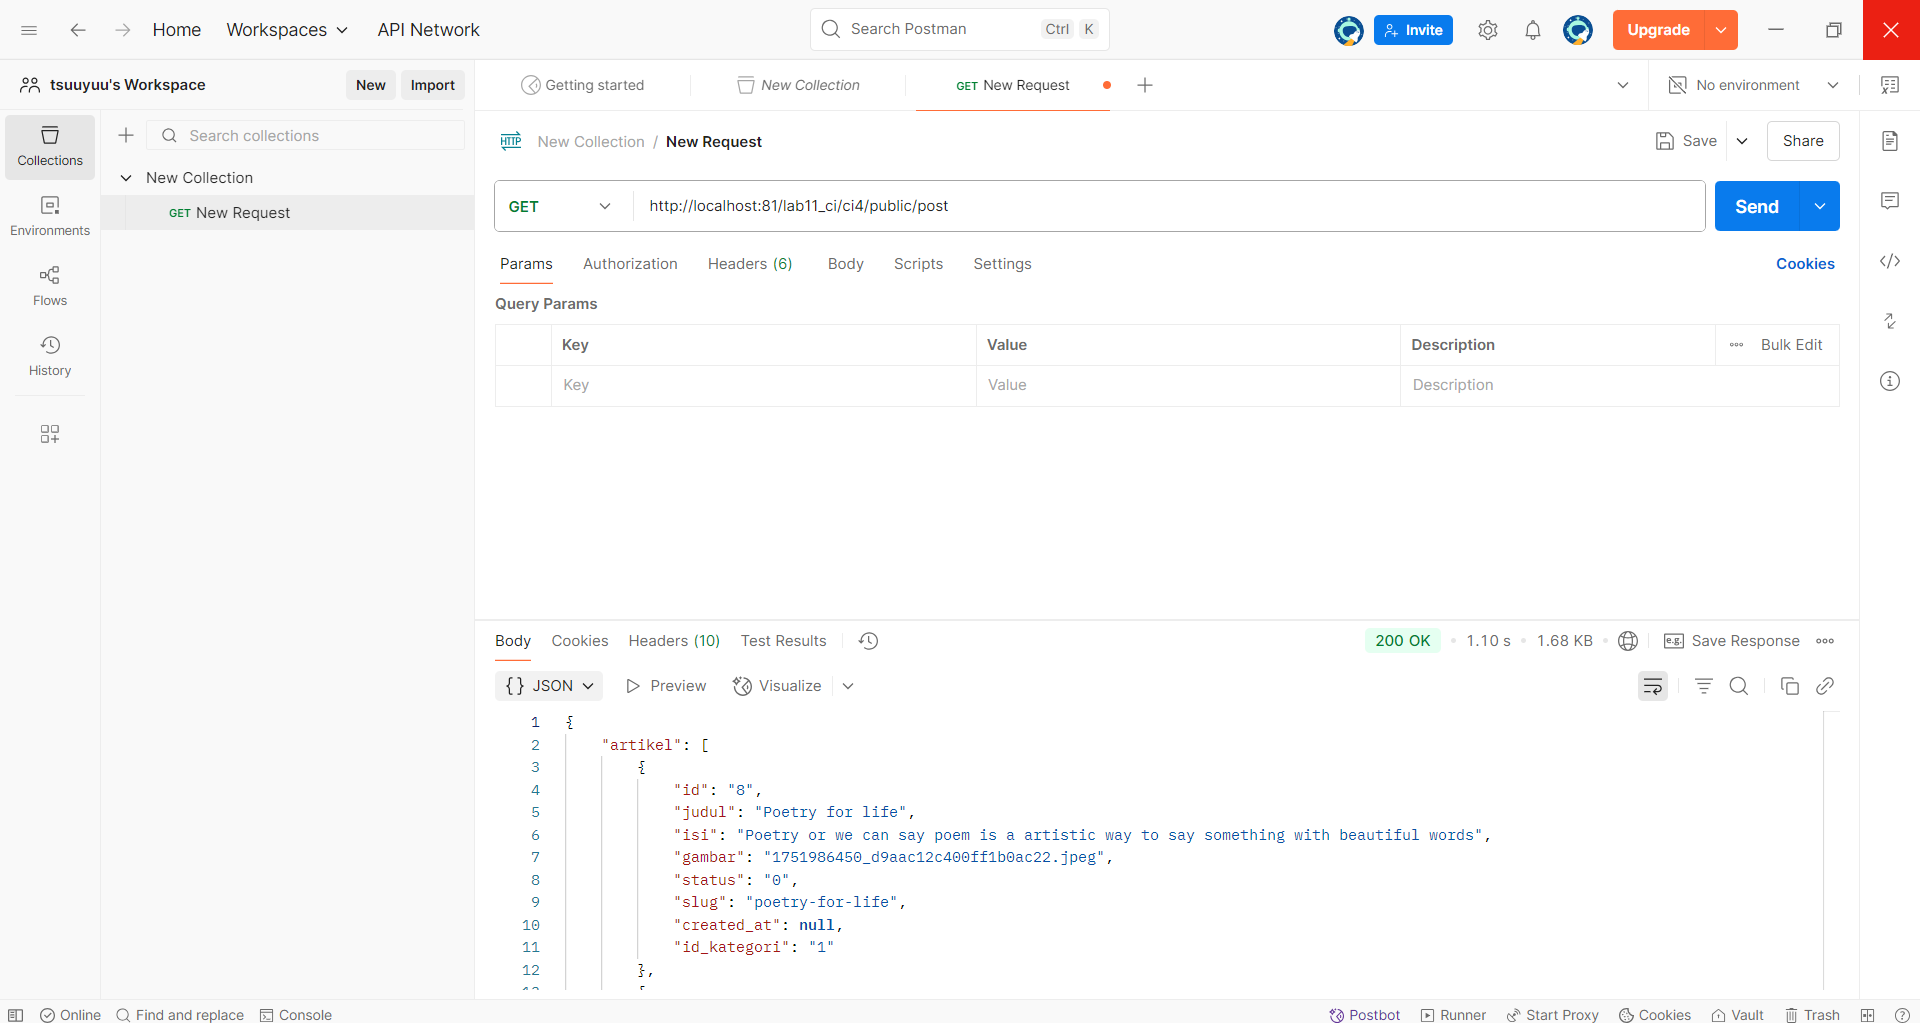 Home Workspaces API Network Search Postman Ctrl K Invite Upgrade
tsuuyuu's Workspace New Import Getting started New Collection GET New Request No environment
Collections Search collections New Collection / New Request Save Share
New Collection
GET New Request GET http://localhost:81/lab11_ci/ci4/public/post Send
Environments
Flows
History
Params Authorization Headers (6) Body Scripts Settings Cookies
Query Params
Key Value Description Bulk Edit
Key Value Description
Body Cookies Headers (10) Test Results 200 OK 1.10 s 1.68 KB e.g. Save Response
{} JSON Preview Visualize
1 {
2 "artikel": [
3 {
4 "id": "8",
5 "judul": "Poetry for life",
6 "isi": "Poetry or we can say poem is a artistic way to say something with beautiful words",
7 "gambar": "1751986450_d9aac12c400ff1b0ac22.jpeg",
8 "status": "0",
9 "slug": "poetry-for-life",
10 "created_at": null,
11 "id_kategori": "1"
12 },
Online Find and replace Console Postbot Runner Start Proxy Cookies Vault Trash